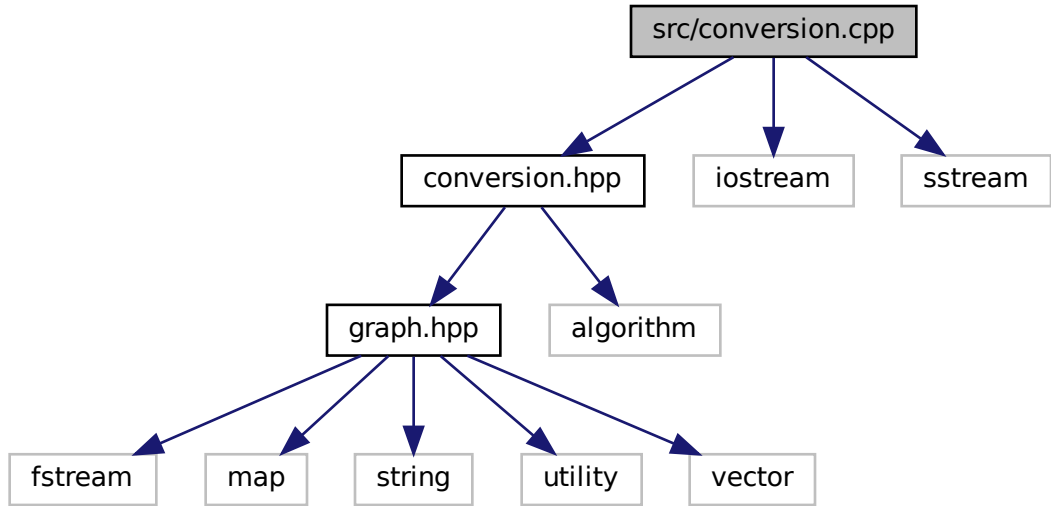 src/conversion.cpp
conversion.hpp
iostream
sstream
graph.hpp
algorithm
fstream
map
string
utility
vector